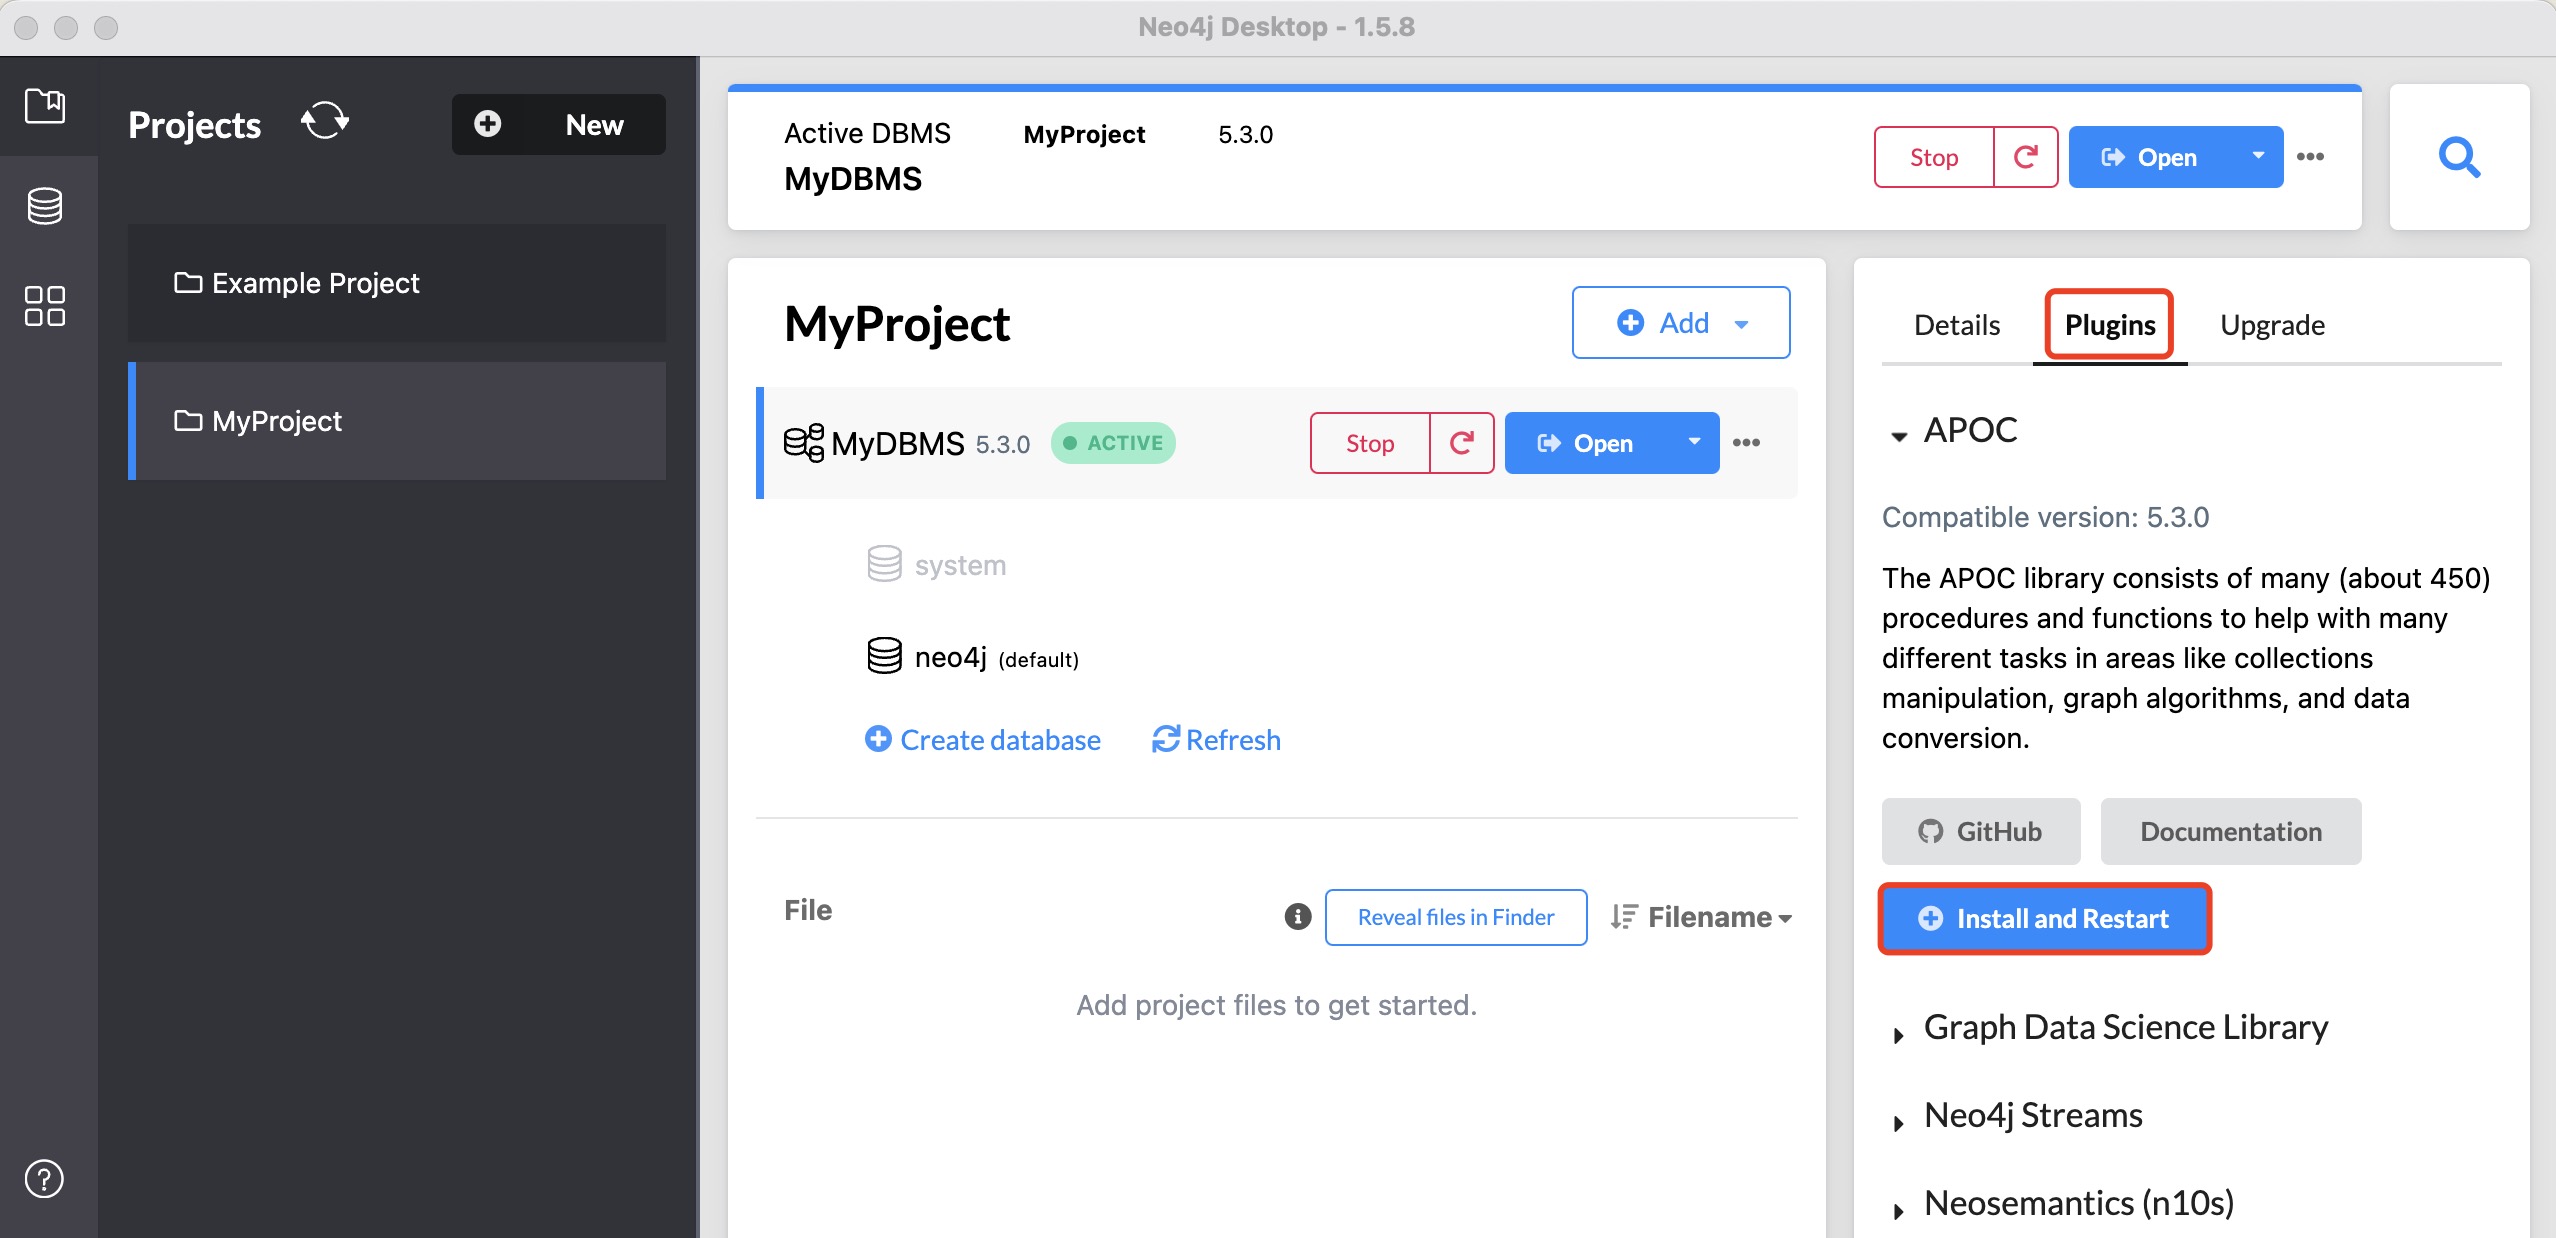 Neo4j Desktop - 1.5.8
Projects
New
Example Project
MyProject
Active DBMS MyProject 5.3.0
MyDBMS
Stop
Open
MyProject
Add
MyDBMS 5.3.0 ACTIVE
Stop
Open
system
neo4j (default)
Create database
Refresh
File
Reveal files in Finder
Filename
Add project files to get started.
Details
Plugins
Upgrade
APOC
Compatible version: 5.3.0
The APOC library consists of many (about 450)
procedures and functions to help with many
different tasks in areas like collections
manipulation, graph algorithms, and data
conversion.
GitHub
Documentation
Install and Restart
Graph Data Science Library
Neo4j Streams
Neosemantics (n10s)